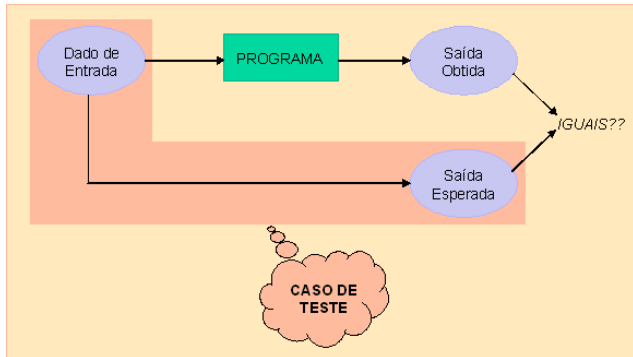 Dado de
Entrada
PROGRAMA
Saída
Obtida
IGUAIS??
Saída
Esperada
CASO DE
TESTE